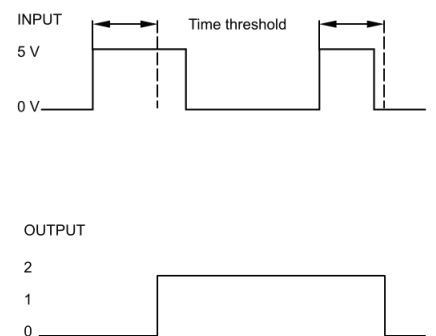 INPUT
Time threshold
5 V
0 V
OUTPUT
2
1
0